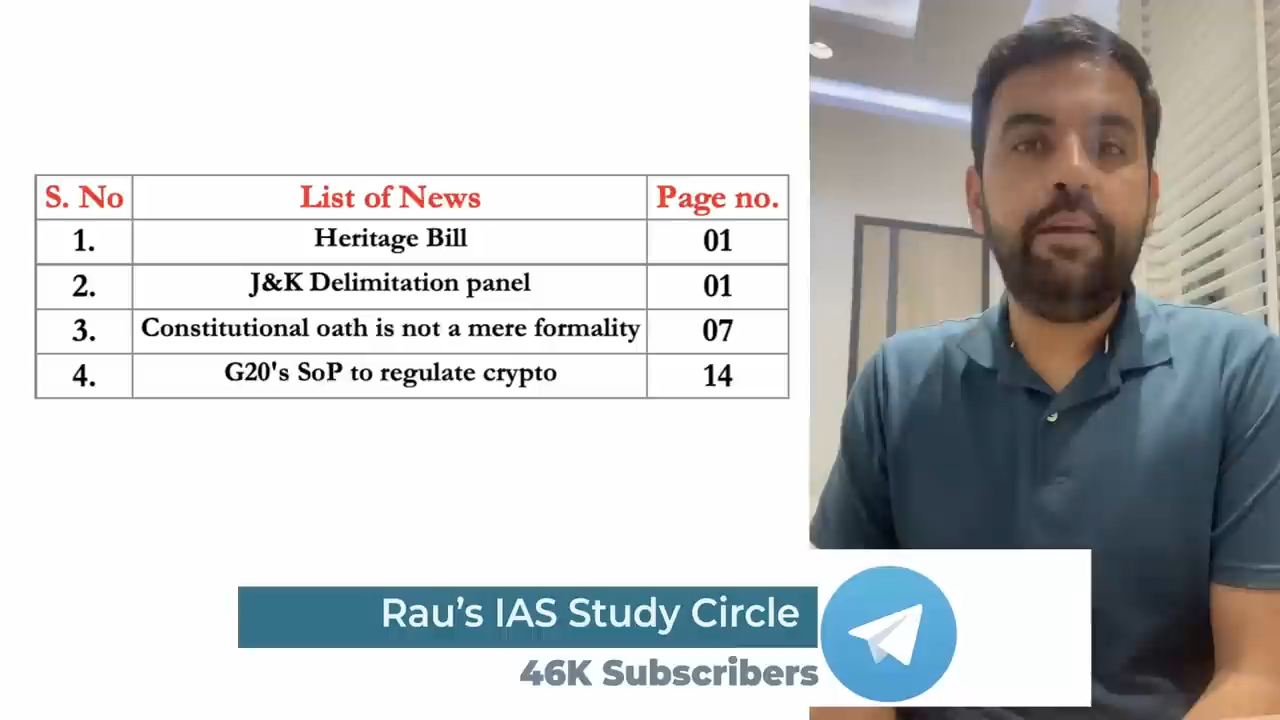 S. No List of News Page no.
1. Heritage Bill 01
2. J&K Delimitation panel 01
3. Constitutional oath is not a mere formality 07
4. G20's SoP to regulate crypto 14
Rau's IAS Study Circle
46K Subscribers